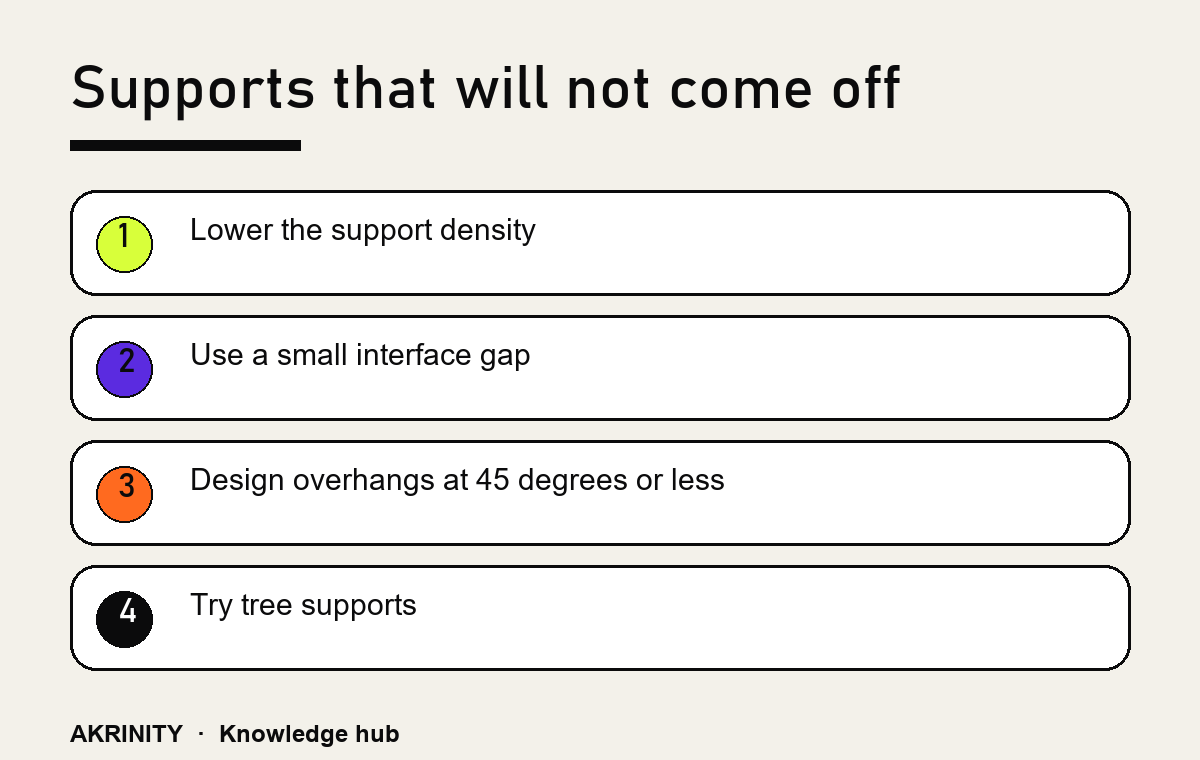 Supports that will not come off
1 Lower the support density
2 Use a small interface gap
3 Design overhangs at 45 degrees or less
4 Try tree supports
AKRINITY · Knowledge hub